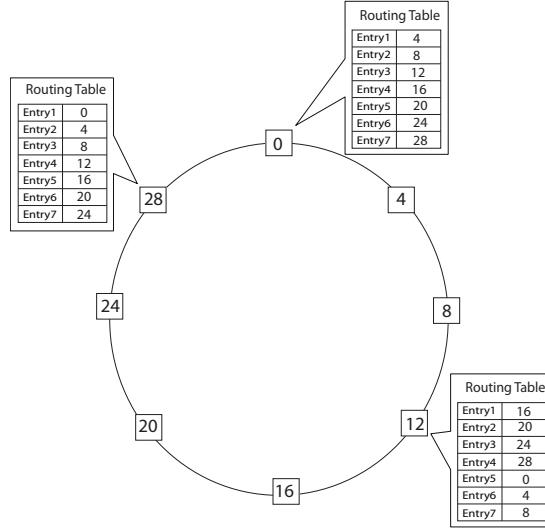 Routing Table
Entry1 4
Entry2 8
Entry3 12
Entry4 16
Entry5 20
Entry6 24
Entry7 28
Routing Table
Entry1 0
Entry2 4
Entry3 8
Entry4 12
Entry5 16
Entry6 20
Entry7 24
0
28
4
24
8
20
12
16
Routing Table
Entry1 16
Entry2 20
Entry3 24
Entry4 28
Entry5 0
Entry6 4
Entry7 8